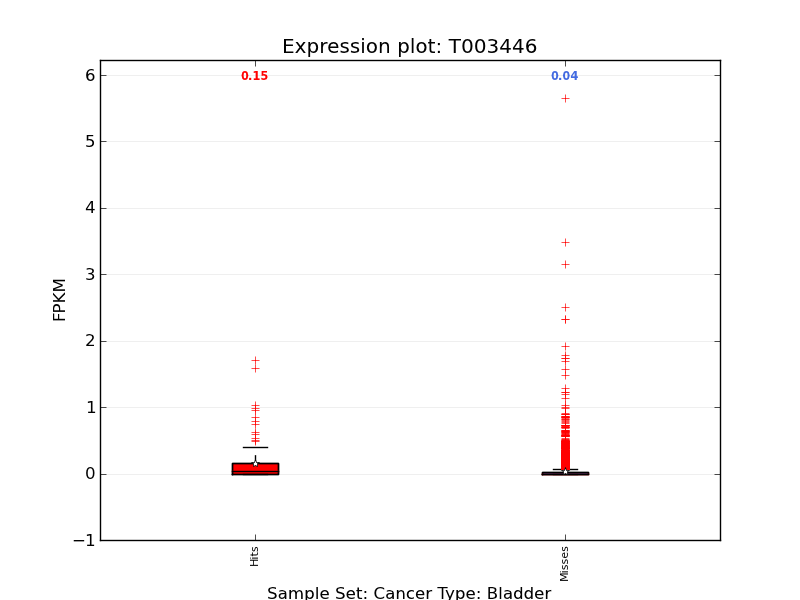 Expression plot: T003446
0.15
0.04
6
5
4
3
2
1
0
−1
FPKM
Hits
Misses
Sample Set: Cancer Type: Bladder